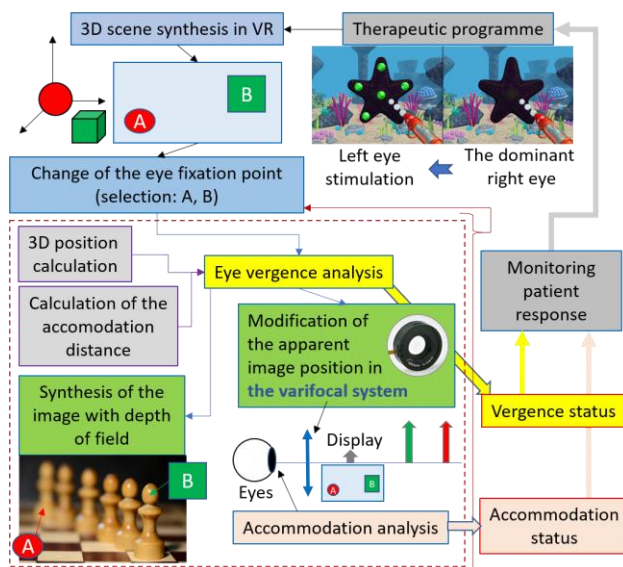 3D scene synthesis in VR
Therapeutic programme
A
B
Left eye
stimulation
The dominant
right eye
Change of the eye fixation
point
(selection: A, B)
3D position
calculation
Eye vergence analysis
Calculation of the
accomodation
distance
Monitoring
patient
response
Modification of
the apparent
image position in
the varifocal system
Synthesis of the
image with depth
of field
Vergence status
Display
B
A
Eyes
A
B
Accommodation analysis
Accommodation
status